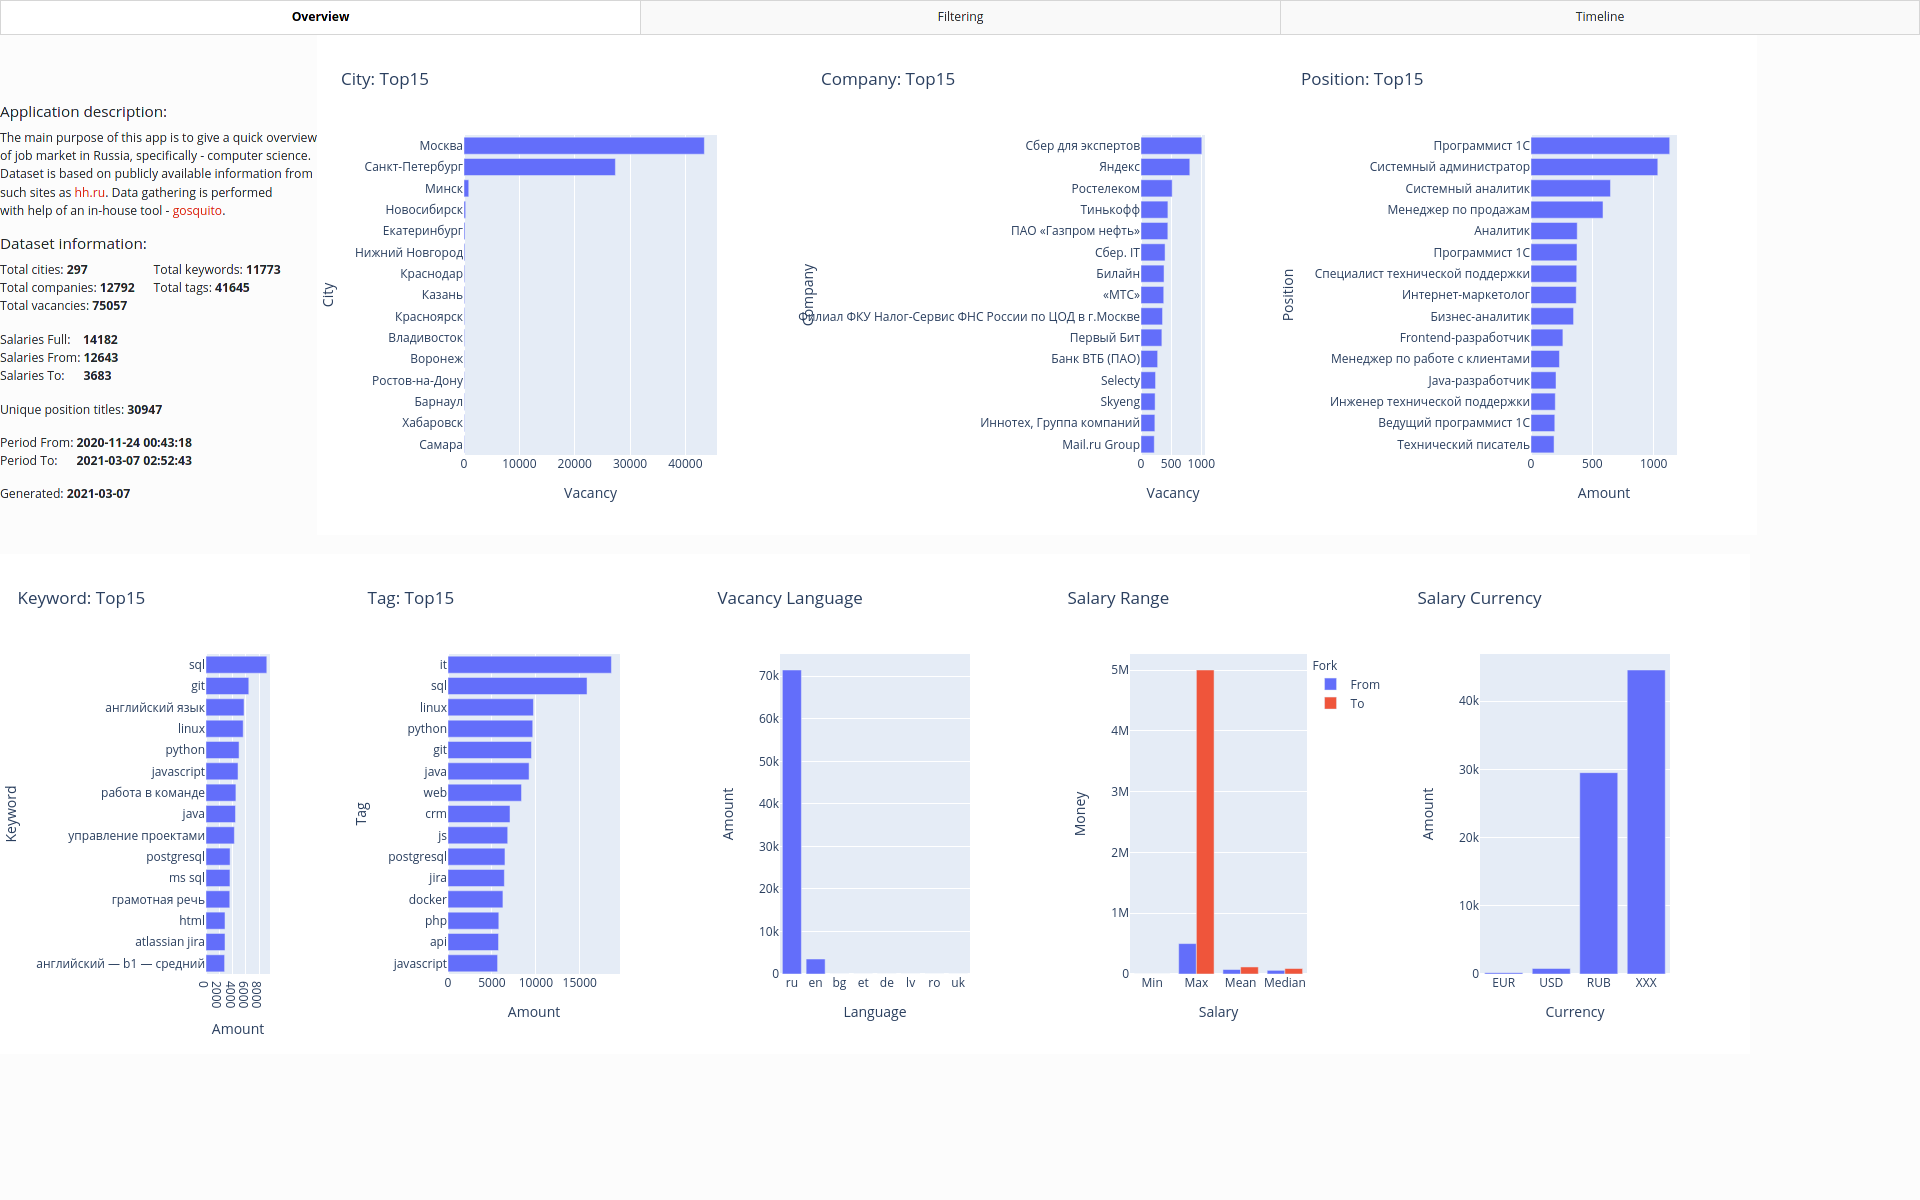 Overview
Filtering
Timeline
Application description:
The main purpose of this app is to give a quick overview
of job market in Russia, specifically - computer science.
Dataset is based on publicly available information from
such sites as hh.ru. Data gathering is performed
with help of an in-house tool - gosquito.
Dataset information:
Total cities: 297 Total keywords: 11773
Total companies: 12792 Total tags: 41645
Total vacancies: 75057
Salaries Full: 14182
Salaries From: 12643
Salaries To: 3683
Unique position titles: 30947
Period From: 2020-11-24 00:43:18
Period To: 2021-03-07 02:52:43
Generated: 2021-03-07
City: Top15
City
Москва
Санкт-Петербург
Минск
Новосибирск
Екатеринбург
Нижний Новгород
Краснодар
Казань
Красноярск
Владивосток
Воронеж
Ростов-на-Дону
Барнаул
Хабаровск
Самара
0 10000 20000 30000 40000
Vacancy
Company: Top15
Company
Сбер для экспертов
Яндекс
Ростелеком
Тинькофф
ПАО «Газпром нефть»
Сбер. IT
Билайн
«МТС»
Филиал ФКУ Налог-Сервис ФНС России по ЦОД в г.Москве
Первый Бит
Банк ВТБ (ПАО)
Selecty
Skyeng
Иннотех, Группа компаний
Mail.ru Group
0 500 1000
Vacancy
Position: Top15
Position
Программист 1С
Системный администратор
Системный аналитик
Менеджер по продажам
Аналитик
Программист 1C
Специалист технической поддержки
Интернет-маркетолог
Бизнес-аналитик
Frontend-разработчик
Менеджер по работе с клиентами
Java-разработчик
Инженер технической поддержки
Ведущий программист 1С
Технический писатель
0 500 1000
Amount
Keyword: Top15
Keyword
sql
git
английский язык
linux
python
javascript
работа в команде
java
управление проектами
postgresql
ms sql
грамотная речь
html
atlassian jira
английский — b1 — средний
0 2000 4000 6000 8000
Amount
Tag: Top15
Tag
it
sql
linux
python
git
java
web
crm
js
postgresql
jira
docker
php
api
javascript
0 5000 10000 15000
Amount
Vacancy Language
Amount
70k
60k
50k
40k
30k
20k
10k
0
ru en bg et de lv ro uk
Language
Salary Range
Money
5M
4M
3M
2M
1M
0
Min Max Mean Median
Salary
Fork
From
To
Salary Currency
Amount
40k
30k
20k
10k
0
EUR USD RUB XXX
Currency